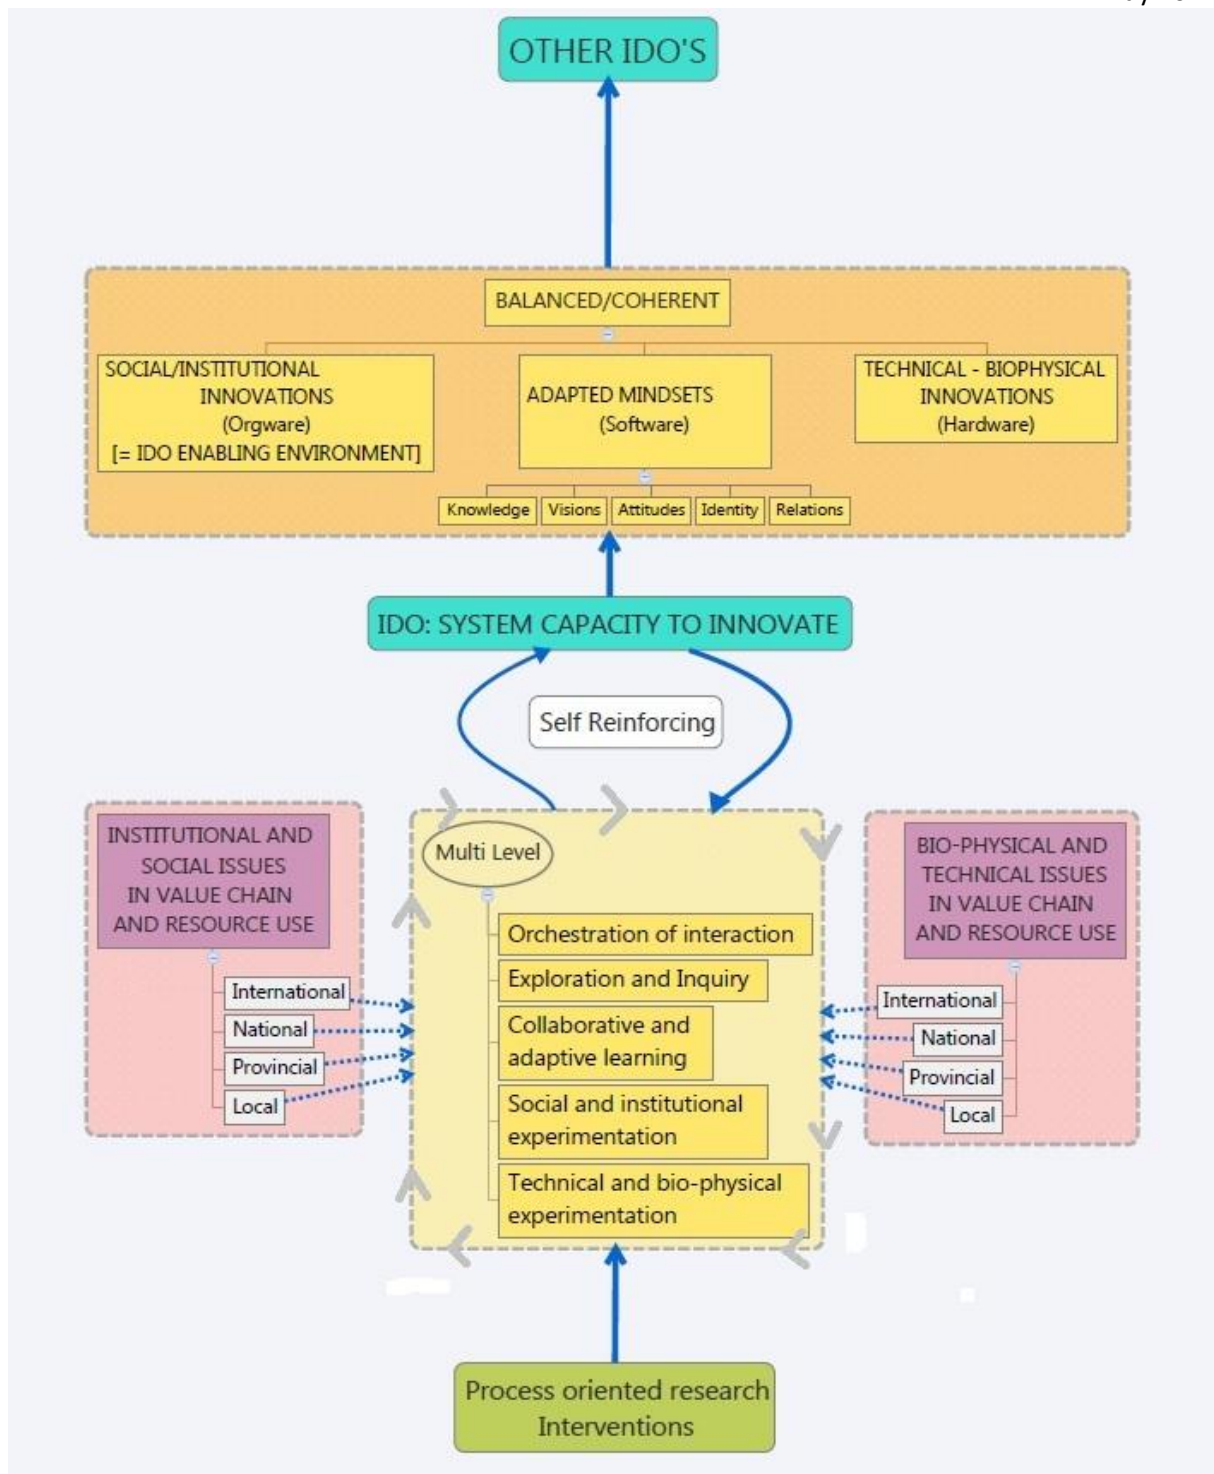 OTHER IDO'S
BALANCED/COHERENT
SOCIAL/INSTITUTIONAL
INNOVATIONS
(Orgware)
[= IDO ENABLING ENVIRONMENT]
ADAPTED MINDSETS
(Software)
TECHNICAL - BIOPHYSICAL
INNOVATIONS
(Hardware)
Knowledge
Visions
Attitudes
Identity
Relations
IDO: SYSTEM CAPACITY TO INNOVATE
Self Reinforcing
INSTITUTIONAL AND
SOCIAL ISSUES
IN VALUE CHAIN
AND RESOURCE USE
International
National
Provincial
Local
Multi Level
Orchestration of interaction
Exploration and Inquiry
Collaborative and
adaptive learning
Social and institutional
experimentation
Technical and bio-physical
experimentation
BIO-PHYSICAL AND
TECHNICAL ISSUES
IN VALUE CHAIN
AND RESOURCE USE
International
National
Provincial
Local
Process oriented research
Interventions